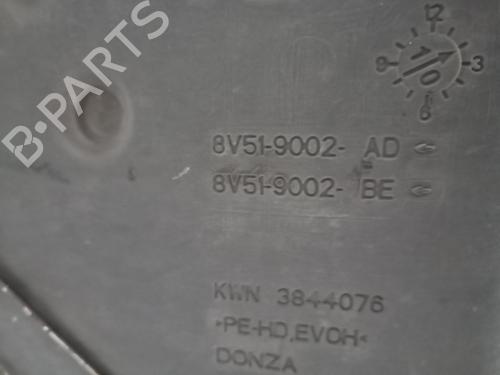 B-PARTS
12
9 10 3
6
8V51-9002- AD
8V51-9002- BE
KWN 3844076
>PE-HD,EVOH<
DONZA